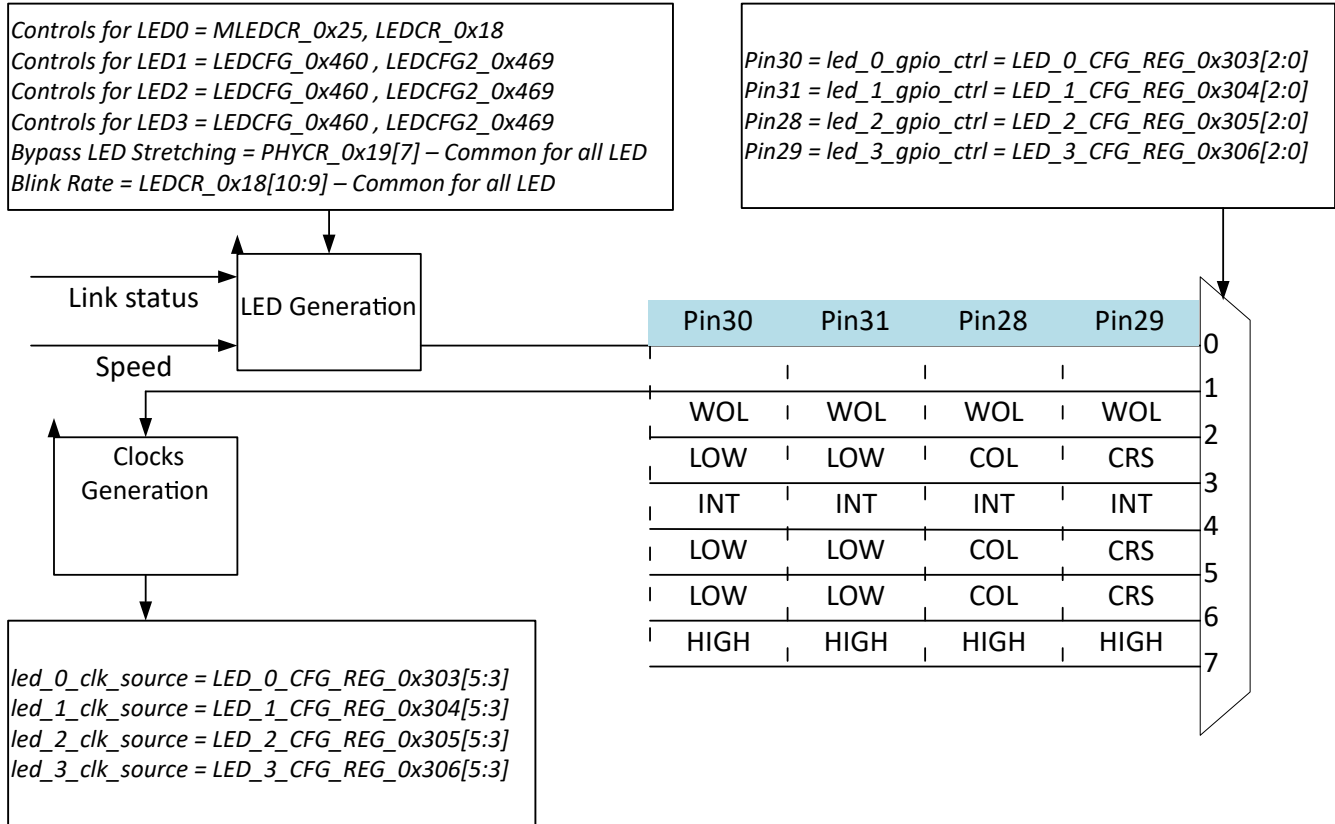 Controls for LED0 = MLEDCR_0x25, LEDCR_0x18
Controls for LED1 = LEDCFG_0x460 , LEDCFG2_0x469
Controls for LED2 = LEDCFG_0x460 , LEDCFG2_0x469
Controls for LED3 = LEDCFG_0x460 , LEDCFG2_0x469
Bypass LED Stretching = PHYCR_0x19[7] – Common for all LED
Blink Rate = LEDCR_0x18[10:9] – Common for all LED
Pin30 = led_0_gpio_ctrl = LED_0_CFG_REG_0x303[2:0]
Pin31 = led_1_gpio_ctrl = LED_1_CFG_REG_0x304[2:0]
Pin28 = led_2_gpio_ctrl = LED_2_CFG_REG_0x305[2:0]
Pin29 = led_3_gpio_ctrl = LED_3_CFG_REG_0x306[2:0]
Link status
LED Generation
Speed
Pin30 Pin31 Pin28 Pin29
0
1
WOL WOL WOL WOL
2
LOW LOW COL CRS
3
INT INT INT INT
4
LOW LOW COL CRS
5
LOW LOW COL CRS
6
HIGH HIGH HIGH HIGH
7
Clocks
Generation
led_0_clk_source = LED_0_CFG_REG_0x303[5:3]
led_1_clk_source = LED_1_CFG_REG_0x304[5:3]
led_2_clk_source = LED_2_CFG_REG_0x305[5:3]
led_3_clk_source = LED_3_CFG_REG_0x306[5:3]